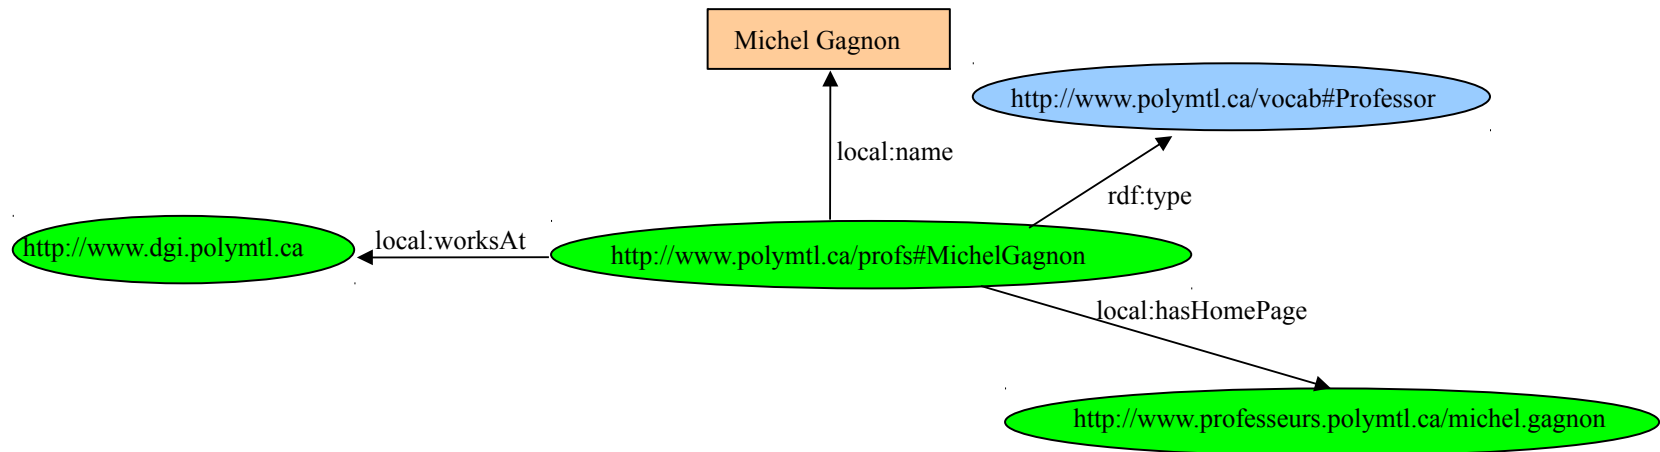 Michel Gagnon
http://www.polymtl.ca/vocab#Professor
local:name
rdf:type
local:worksAt
http://www.dgi.polymtl.ca
http://www.polymtl.ca/profs#MichelGagnon
local:hasHomePage
http://www.professeurs.polymtl.ca/michel.gagnon